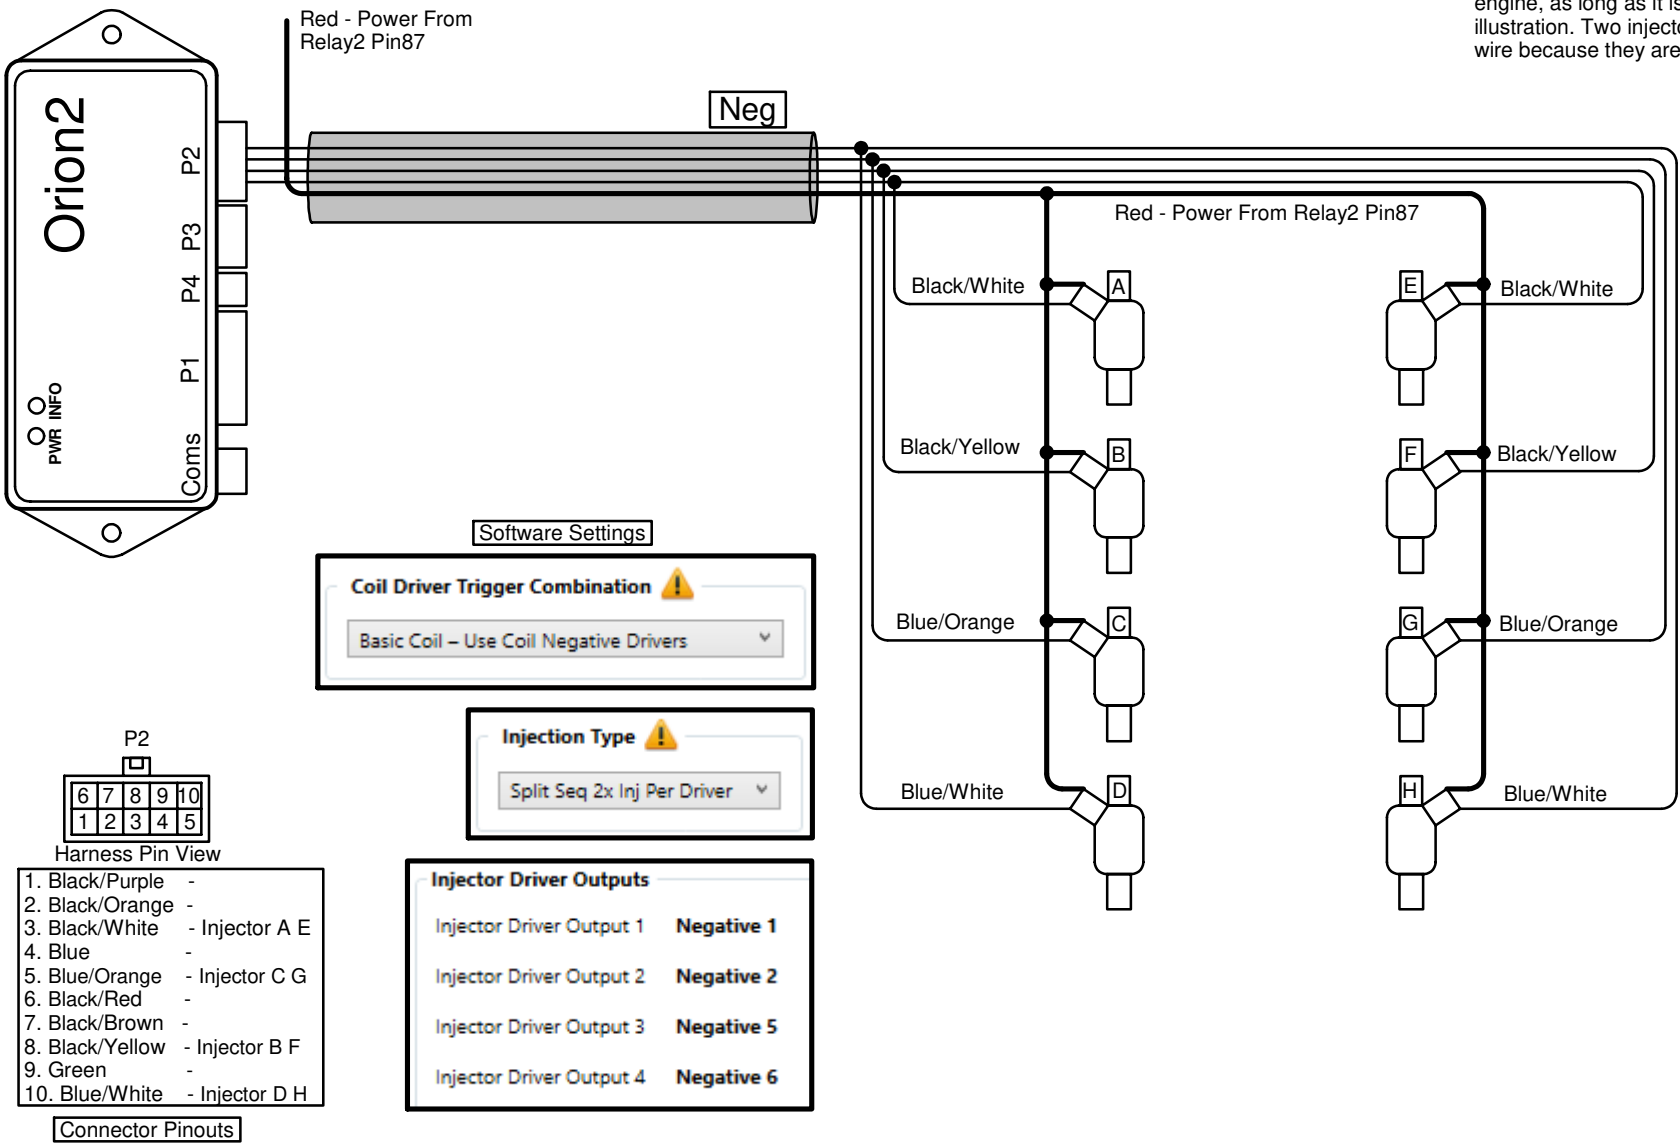 engine, as long as it is
illustration. Two injecto
wire because they are
Red - Power From
Relay2 Pin87
Neg
Orion2
P2
P3
P4
P1
Coms
PWR INFO
Red - Power From Relay2 Pin87
Black/White
A
E
Black/White
Black/Yellow
B
F
Black/Yellow
Blue/Orange
C
G
Blue/Orange
Blue/White
D
H
Blue/White
Software Settings
Coil Driver Trigger Combination
Basic Coil – Use Coil Negative Drivers
Injection Type
Split Seq 2x Inj Per Driver
Injector Driver Outputs
Injector Driver Output 1 Negative 1
Injector Driver Output 2 Negative 2
Injector Driver Output 3 Negative 5
Injector Driver Output 4 Negative 6
P2
6 7 8 9 10
1 2 3 4 5
Harness Pin View
1. Black/Purple -
2. Black/Orange -
3. Black/White - Injector A E
4. Blue -
5. Blue/Orange - Injector C G
6. Black/Red -
7. Black/Brown -
8. Black/Yellow - Injector B F
9. Green -
10. Blue/White - Injector D H
Connector Pinouts